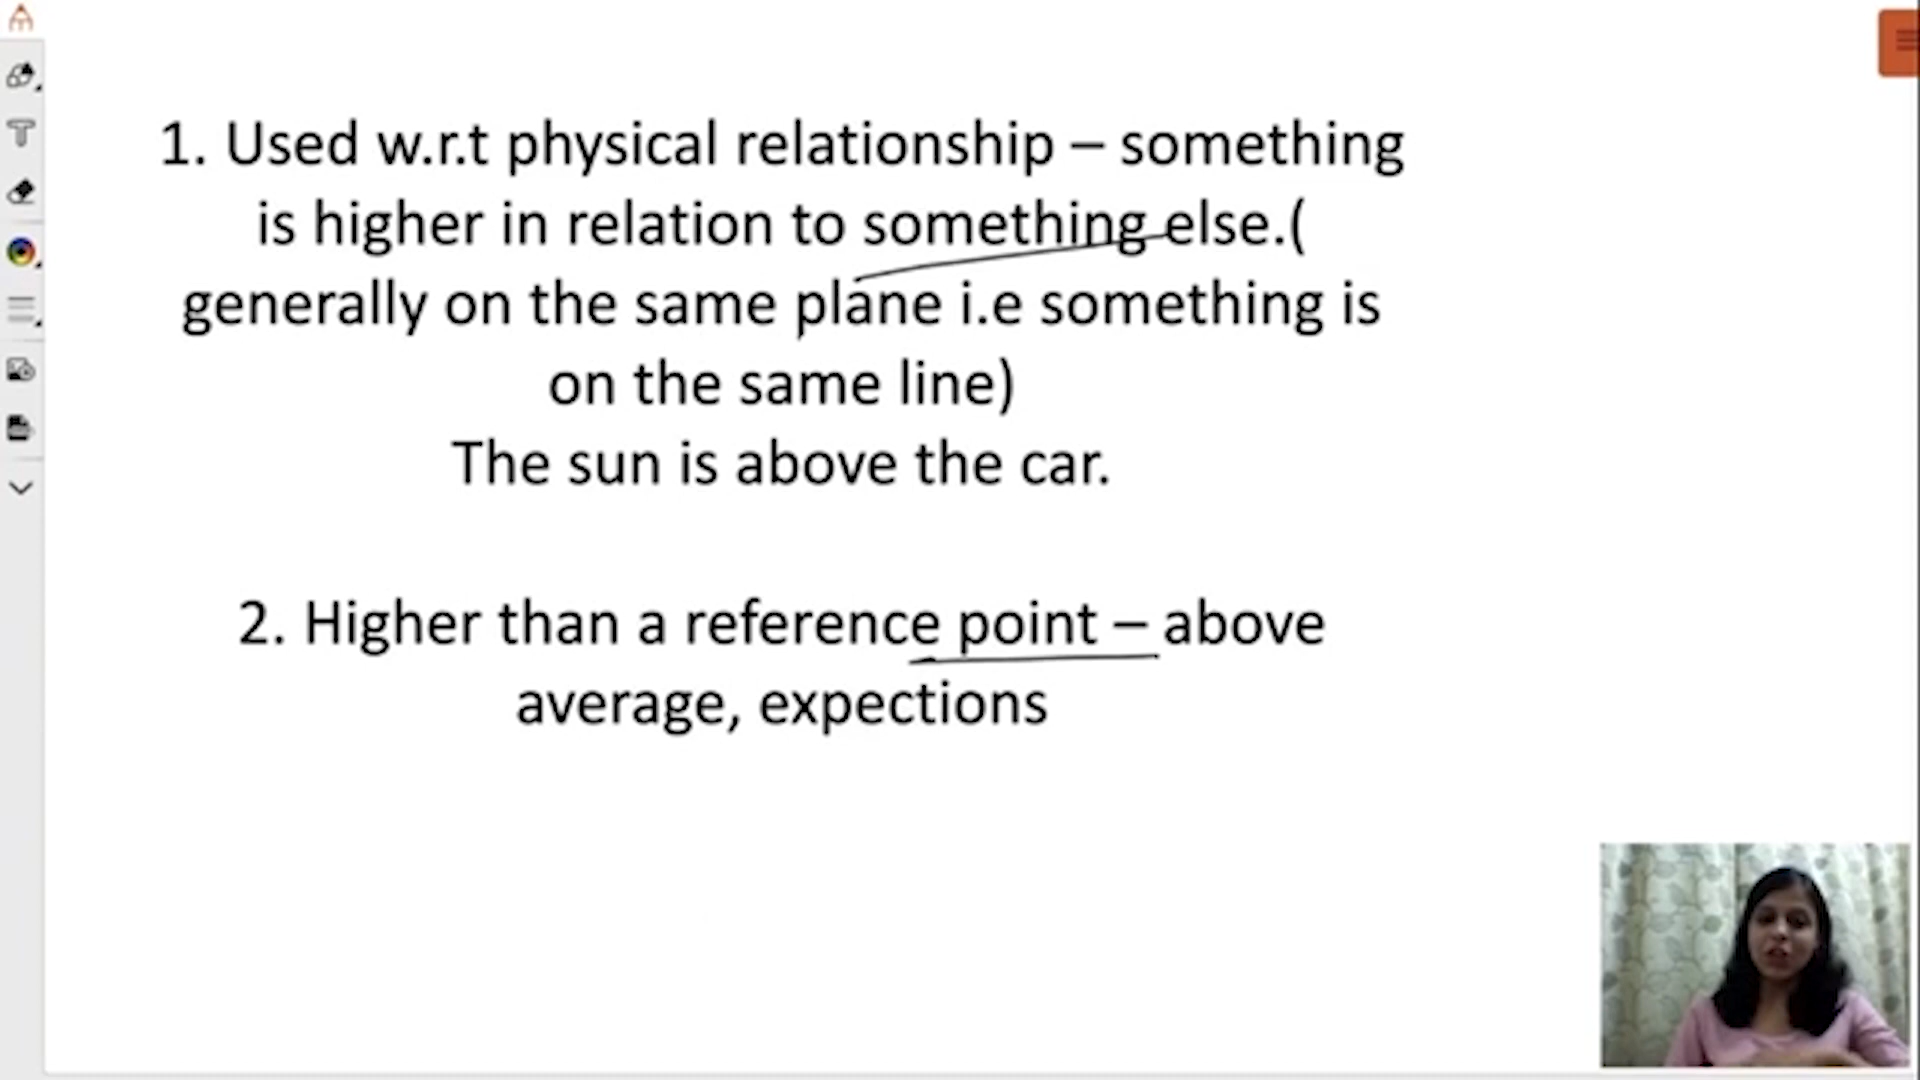 1. Used w.r.t physical relationship – something
is higher in relation to something else.(
generally on the same plane i.e something is
on the same line)
The sun is above the car.
2. Higher than a reference point – above
average, expections